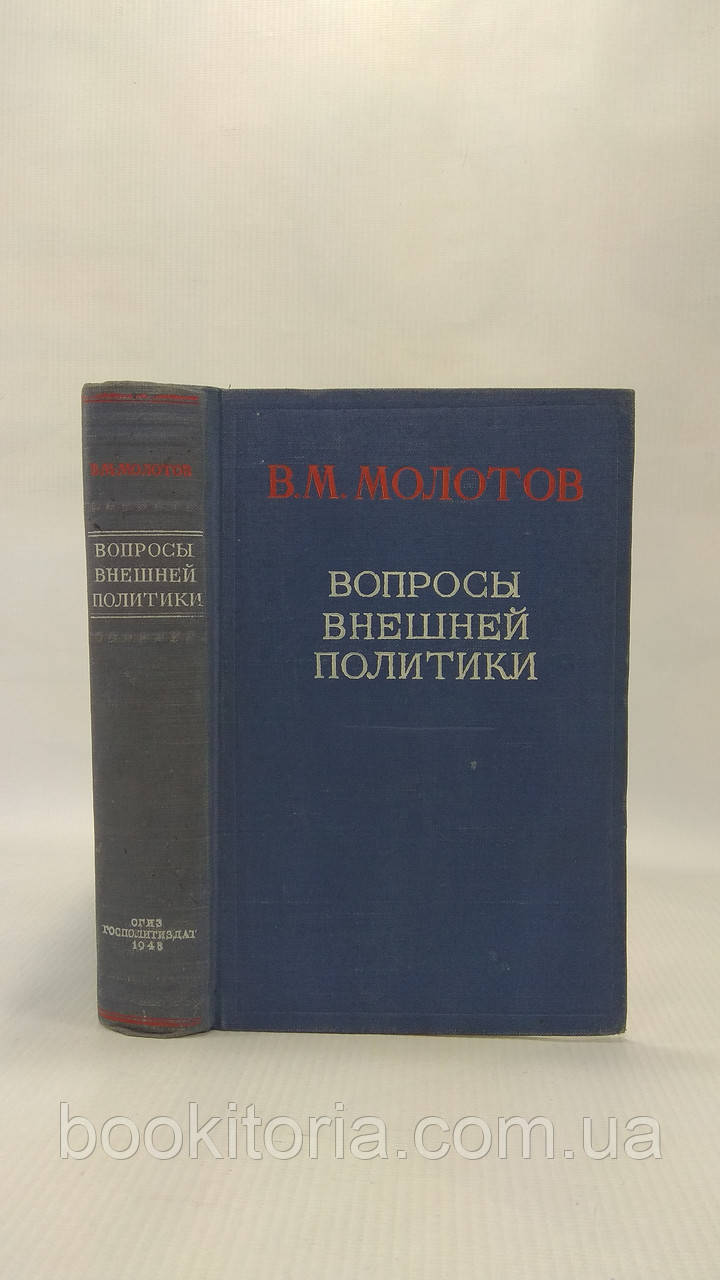 В.М.МОЛОТОВ
ВОПРОСЫ
ВНЕШНЕЙ
ПОЛИТИКИ
ОГИЗ
ГОСПОЛИТИЗДАТ
1948
В.М.МОЛОТОВ
ВОПРОСЫ
ВНЕШНЕЙ
ПОЛИТИКИ
bookitoria.com.ua